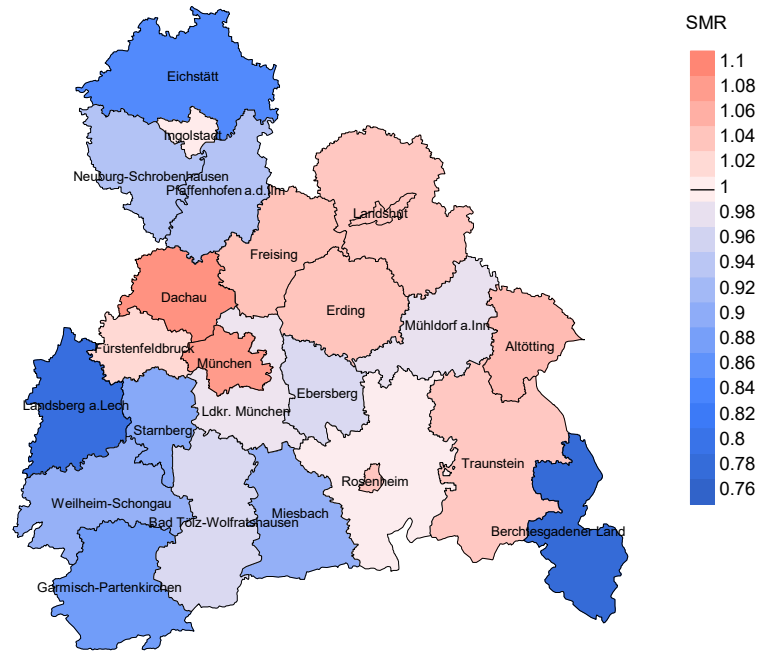 SMR
1.1
1.08
1.06
1.04
1.02
1
0.98
0.96
0.94
0.92
0.9
0.88
0.86
0.84
0.82
0.8
0.78
0.76
Eichstätt
Ingolstadt
Neuburg-Schrobenhausen
Pfaffenhofen a.d.Ilm
Landshut
Freising
Dachau
Erding
Mühldorf a.Inn
Altötting
Fürstenfeldbruck
München
Ebersberg
Landsberg a.Lech
Ldkr. München
Starnberg
Traunstein
Rosenheim
Weilheim-Schongau
Miesbach
Bad Tölz-Wolfratshausen
Berchtesgadener Land
Garmisch-Partenkirchen